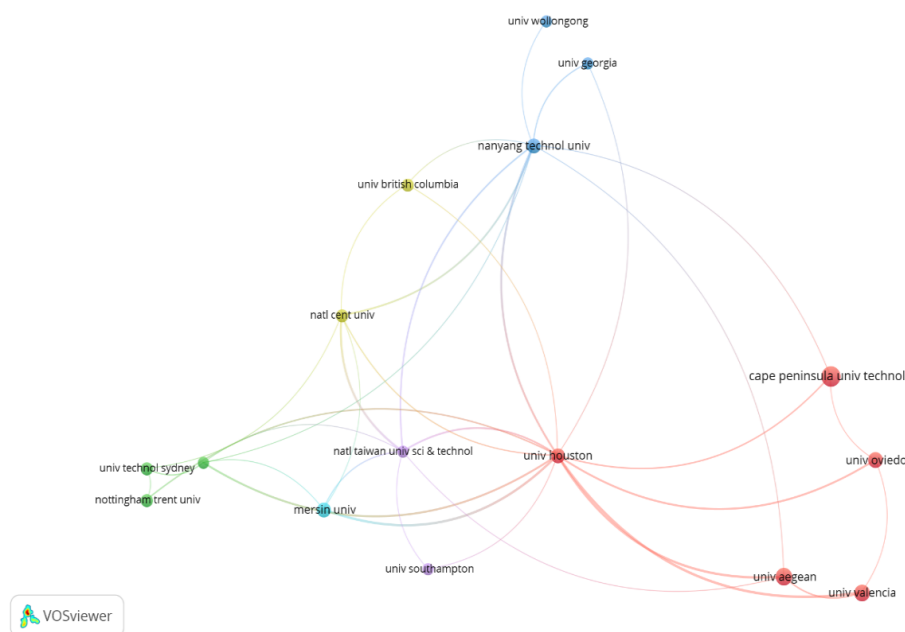 univ wollongong
univ georgia
nanyang technol univ
univ british columbia
natl cent univ
cape peninsula univ technol
natl taiwan univ sci & technol
univ houston
univ oviedo
univ technol sydney
nottingham trent univ
mersin univ
univ southampton
univ aegean
univ valencia
VOSviewer